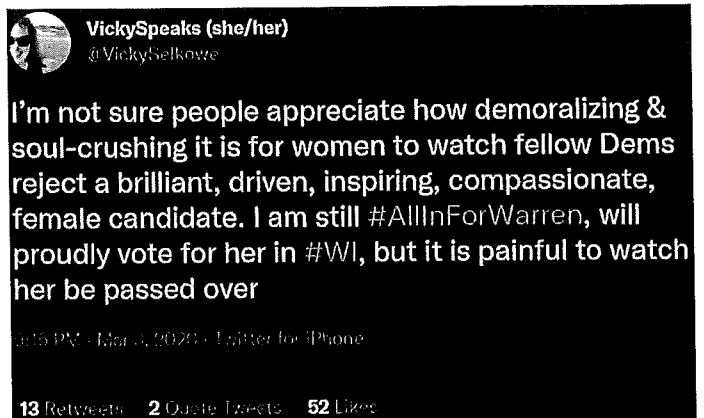 VickySpeaks (she/her)
@VickySelkowe
I'm not sure people appreciate how demoralizing &
soul-crushing it is for women to watch fellow Dems
reject a brilliant, driven, inspiring, compassionate,
female candidate. I am still #AllInForWarren, will
proudly vote for her in #WI, but it is painful to watch
her be passed over
PM · Mar 2020 · Twitter for iPhone
13 Retweets 2 Quote Tweets 52 Likes